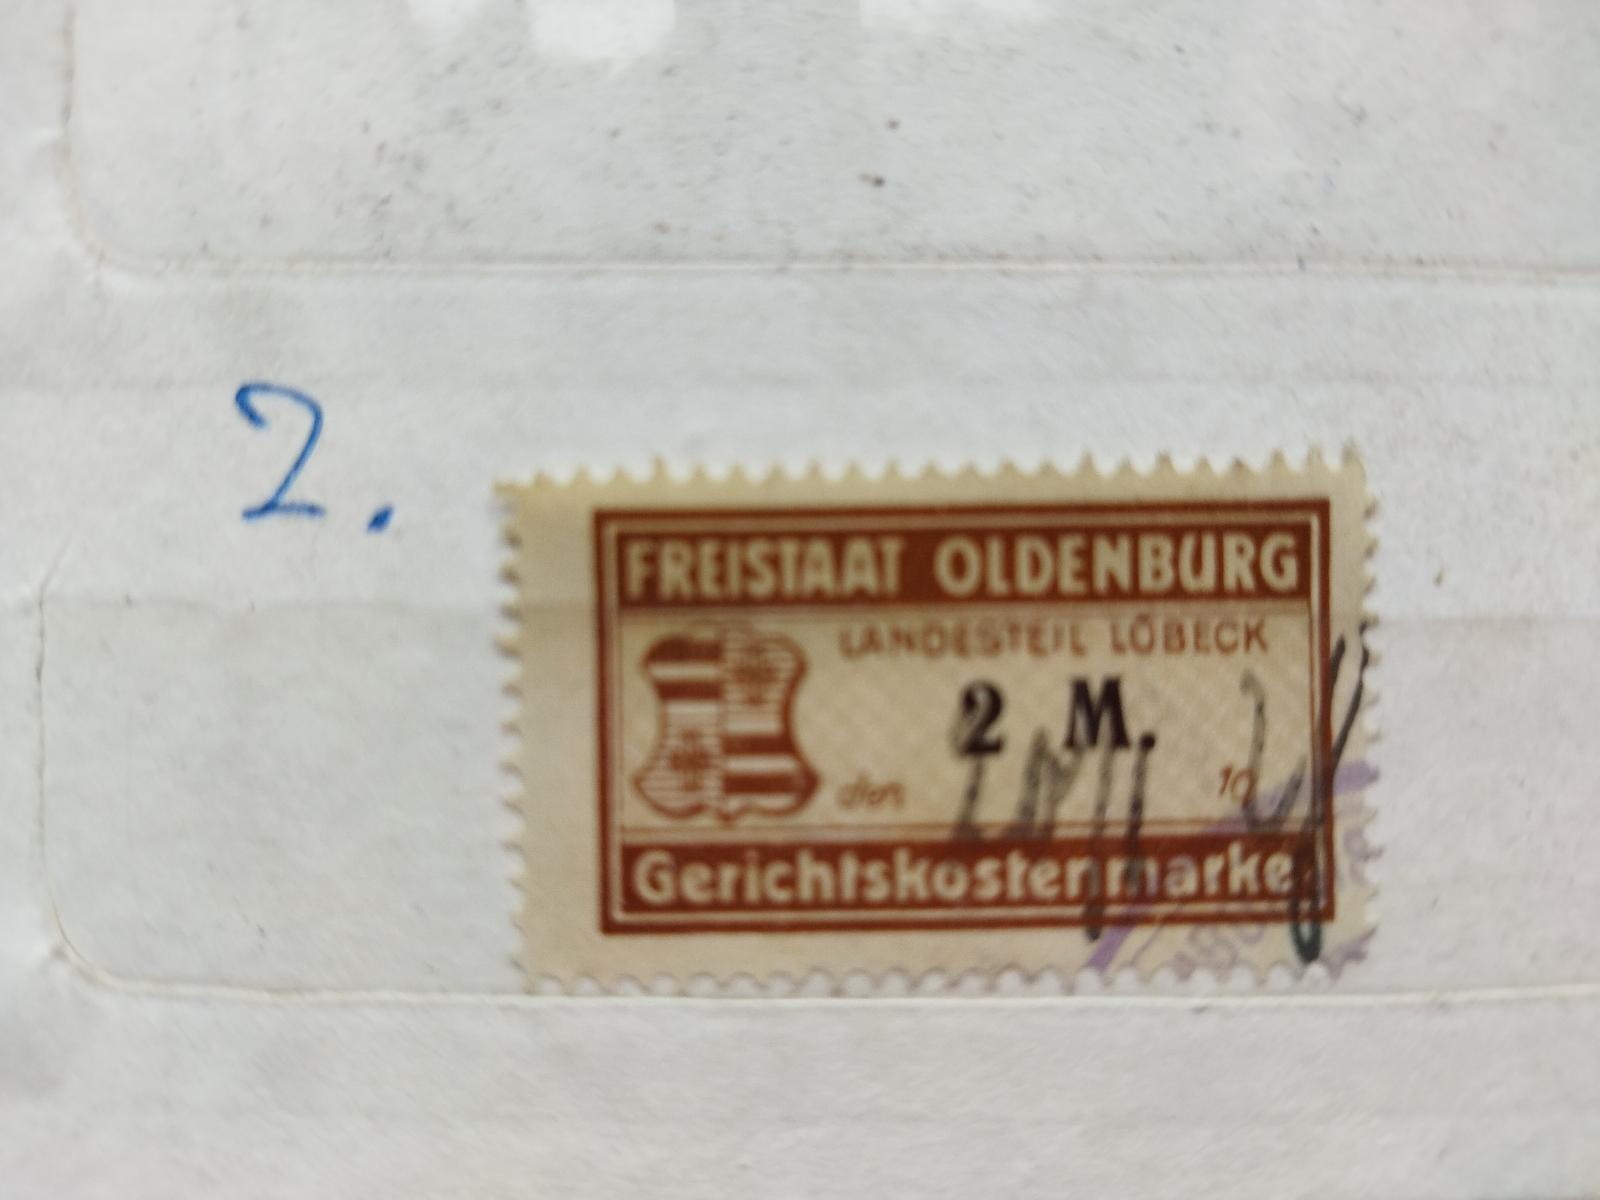 2.
FREISTAAT OLDENBURG
LANDESTEIL LÜBECK
2 M.
den 19
Gerichtskostenmarke